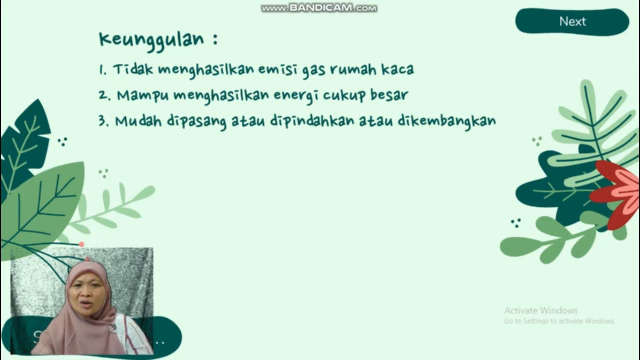 www.BANDICAM.com
Next
Keunggulan :
1. Tidak menghasilkan emisi gas rumah kaca
2. Mampu menghasilkan energi cukup besar
3. Mudah dipasang atau dipindahkan atau dikembangkan
Activate Windows
Go to Settings to activate Windows.